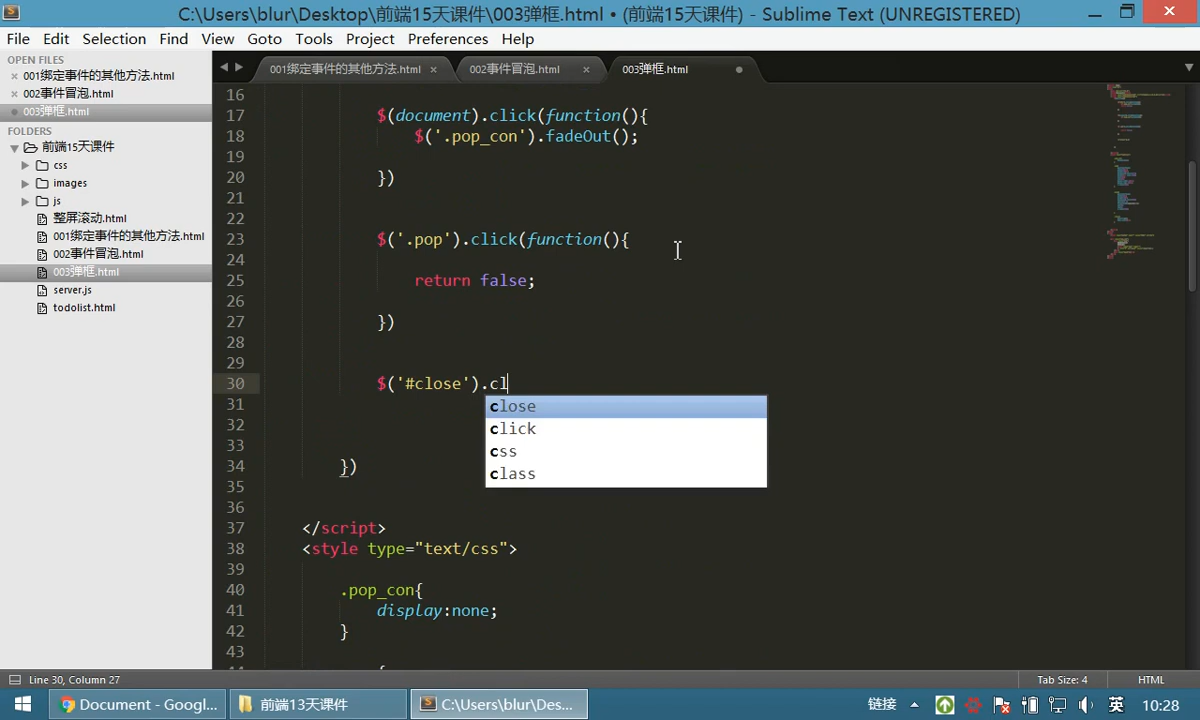 C:\Users\blur\Desktop\前端15天课件\003弹框.html • (前端15天课件) - Sublime Text (UNREGISTERED)
File Edit Selection Find View Goto Tools Project Preferences Help
OPEN FILES
001绑定事件的其他方法.html
002事件冒泡.html
003弹框.html
FOLDERS
前端15天课件
css
images
js
整屏滚动.html
001绑定事件的其他方法.html
002事件冒泡.html
003弹框.html
server.js
todolist.html
001绑定事件的其他方法.html
002事件冒泡.html
003弹框.html
16
17 $(document).click(function(){
18 $('.pop_con').fadeOut();
19
20 })
21
22
23 $('.pop').click(function(){
24
25 return false;
26
27 })
28
29
30 $('#close').cl
close
click
css
class
31
32
33
34 })
35
36
37 </script>
38 <style type="text/css">
39
40 .pop_con{
41 display:none;
42 }
43
Line 30, Column 27
Tab Size: 4
HTML
Document - Googl...
前端13天课件
C:\Users\blur\Des...
链接
英
10:28